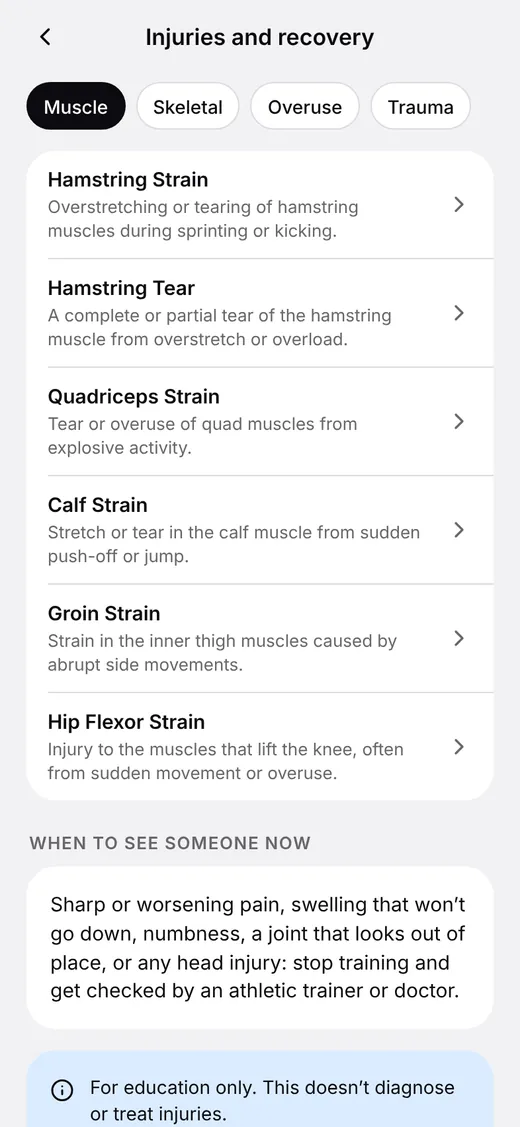 Injuries and recovery
Muscle
Skeletal
Overuse
Trauma
Hamstring Strain
Overstretching or tearing of hamstring
muscles during sprinting or kicking.
Hamstring Tear
A complete or partial tear of the hamstring
muscle from overstretch or overload.
Quadriceps Strain
Tear or overuse of quad muscles from
explosive activity.
Calf Strain
Stretch or tear in the calf muscle from sudden
push-off or jump.
Groin Strain
Strain in the inner thigh muscles caused by
abrupt side movements.
Hip Flexor Strain
Injury to the muscles that lift the knee, often
from sudden movement or overuse.
WHEN TO SEE SOMEONE NOW
Sharp or worsening pain, swelling that won’t
go down, numbness, a joint that looks out of
place, or any head injury: stop training and
get checked by an athletic trainer or doctor.
For education only. This doesn’t diagnose
or treat injuries.